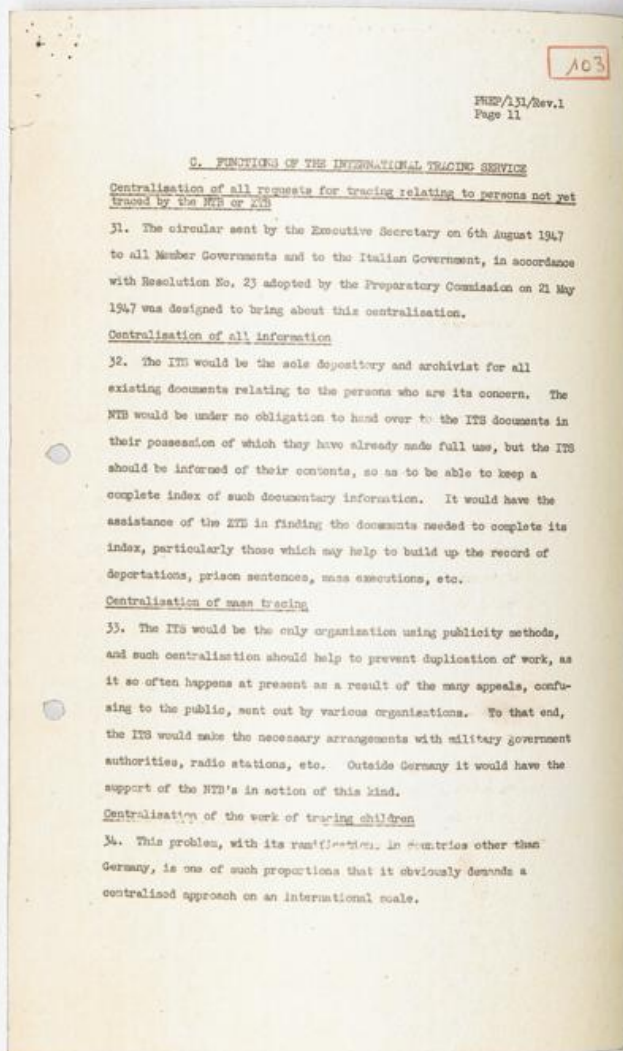 103
PREP/131/Rev.1
Page 11
C. FUNCTIONS OF THE INTERNATIONAL TRACING SERVICE
Centralisation of all requests for tracing relating to persons not yet
traced by the NTB or ZTB
31. The circular sent by the Executive Secretary on 6th August 1947
to all Member Governments and to the Italian Government, in accordance
with Resolution No. 23 adopted by the Preparatory Commission on 21 May
1947 was designed to bring about this centralisation.
Centralisation of all information
32. The ITS would be the sole depository and archivist for all
existing documents relating to the persons who are its concern. The
NTB would be under no obligation to hand over to the ITS documents in
their possession of which they have already made full use, but the ITS
should be informed of their contents, so as to be able to keep a
complete index of such documentary information. It would have the
assistance of the ZTB in finding the documents needed to complete its
index, particularly those which may help to build up the record of
deportations, prison sentences, mass executions, etc.
Centralisation of mass tracing
33. The ITS would be the only organization using publicity methods,
and such centralisation should help to prevent duplication of work, as
it so often happens at present as a result of the many appeals, confu-
sing to the public, sent out by various organisations. To that end,
the ITS would make the necessary arrangements with military government
authorities, radio stations, etc. Outside Germany it would have the
support of the NTB's in action of this kind.
Centralisation of the work of tracing children
34. This problem, with its in countries other than
Germany, is one of such proportions that it obviously demands a
centralised approach on an international scale.